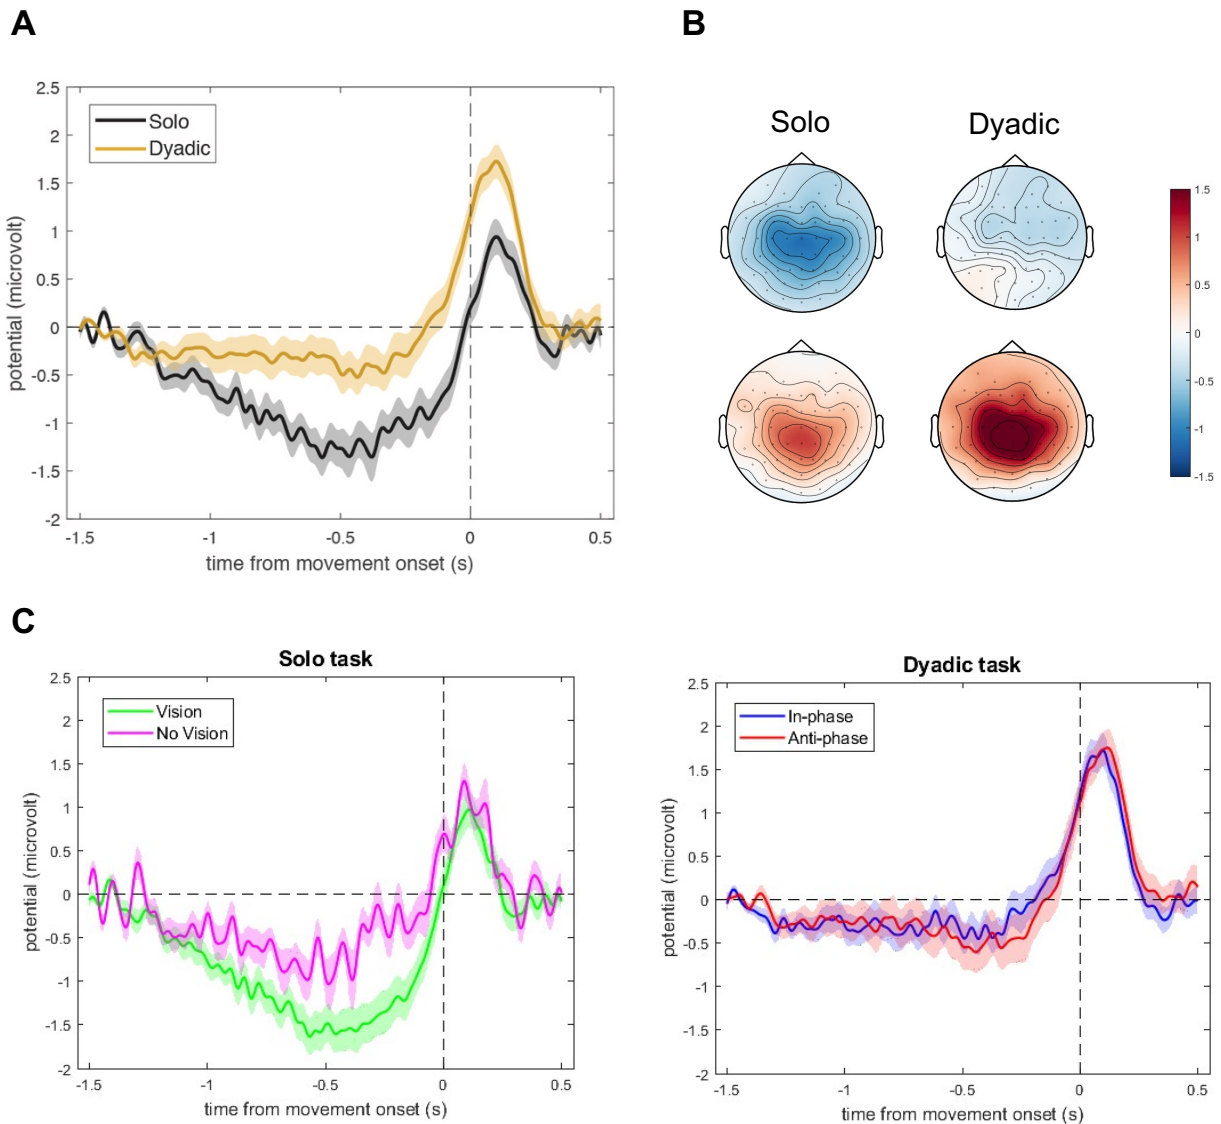 A
B
2.5
2
1.5
1
0.5
0
-0.5
-1
-1.5
-2
Solo
Dyadic
potential (microvolt)
-1.5
-1
-0.5
0
0.5
time from movement onset (s)
Solo
Dyadic
1.5
1
0.5
0
-0.5
-1
-1.5
C
Solo task
2.5
2
1.5
1
0.5
0
-0.5
-1
-1.5
-2
Vision
No Vision
potential (microvolt)
-1.5
-1
-0.5
0
0.5
time from movement onset (s)
Dyadic task
2.5
2
1.5
1
0.5
0
-0.5
-1
-1.5
-2
In-phase
Anti-phase
potential (microvolt)
-1.5
-1
-0.5
0
0.5
time from movement onset (s)